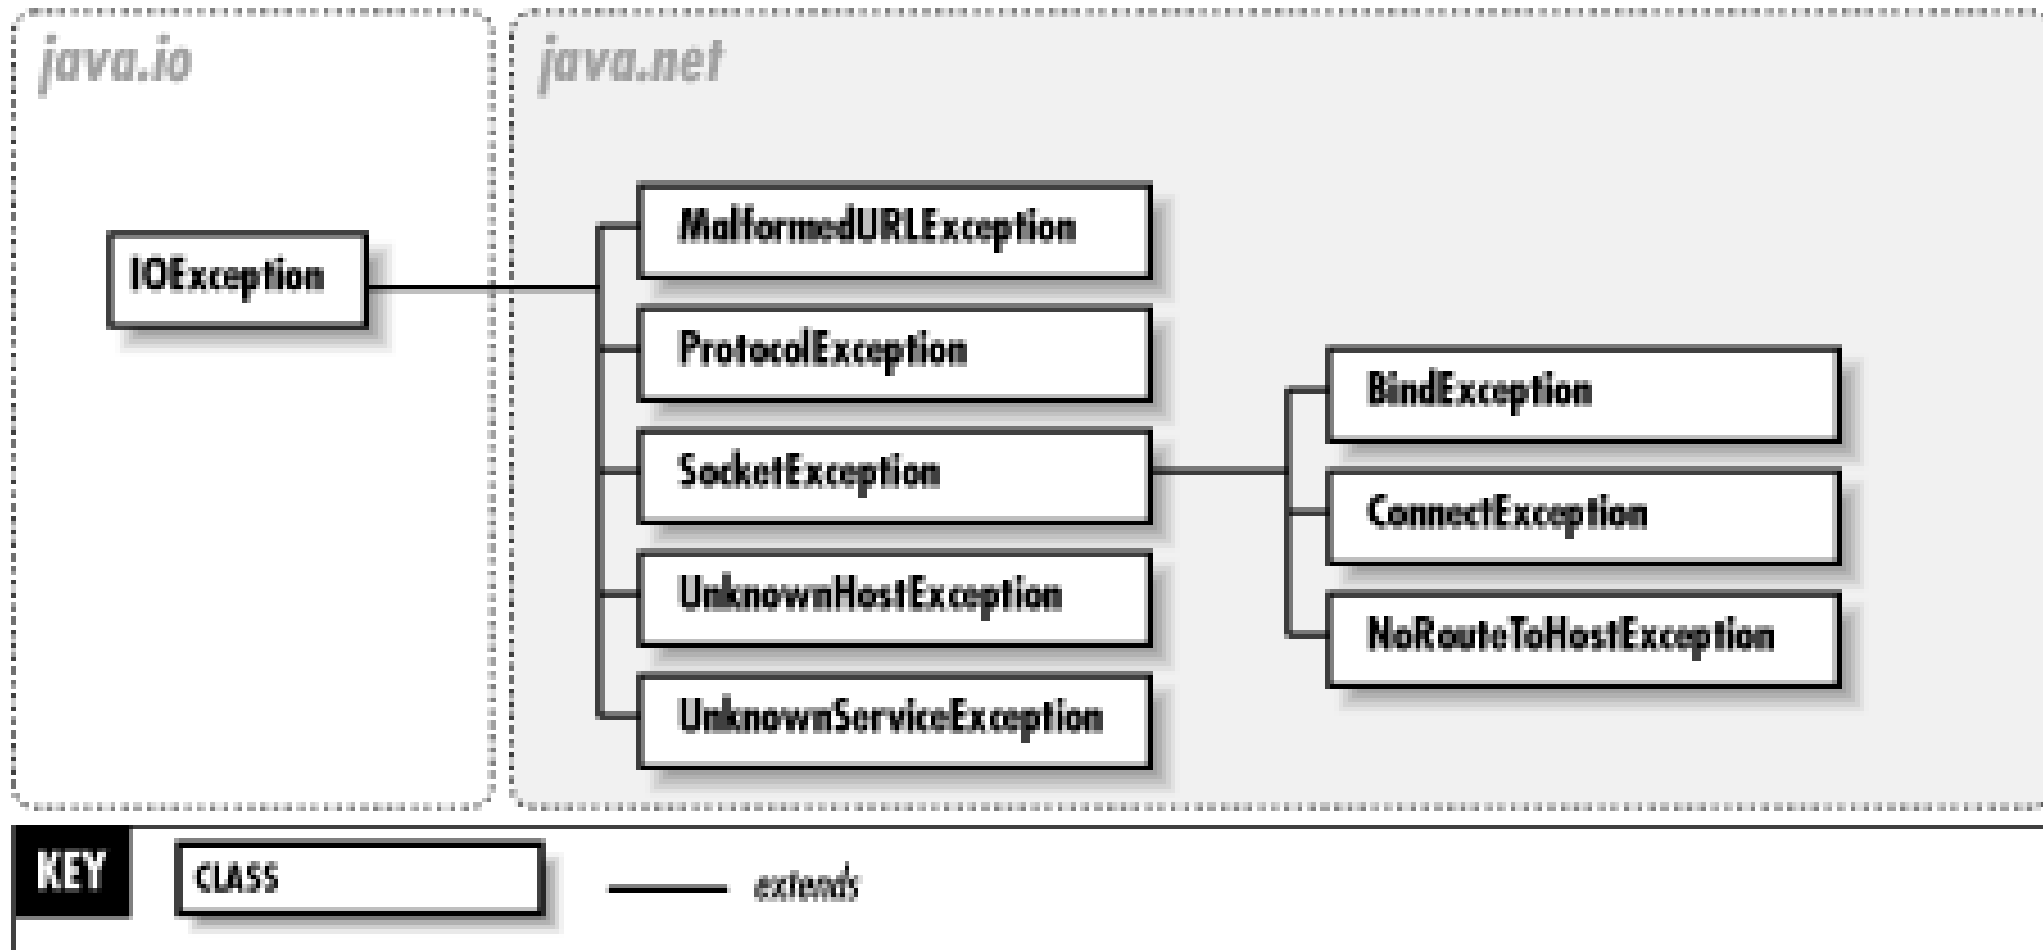 java.io
java.net
IOException
MalformedURLException
ProtocolException
SocketException
UnknownHostException
UnknownServiceException
BindException
ConnectException
NoRouteToHostException
KEY
CLASS
extends